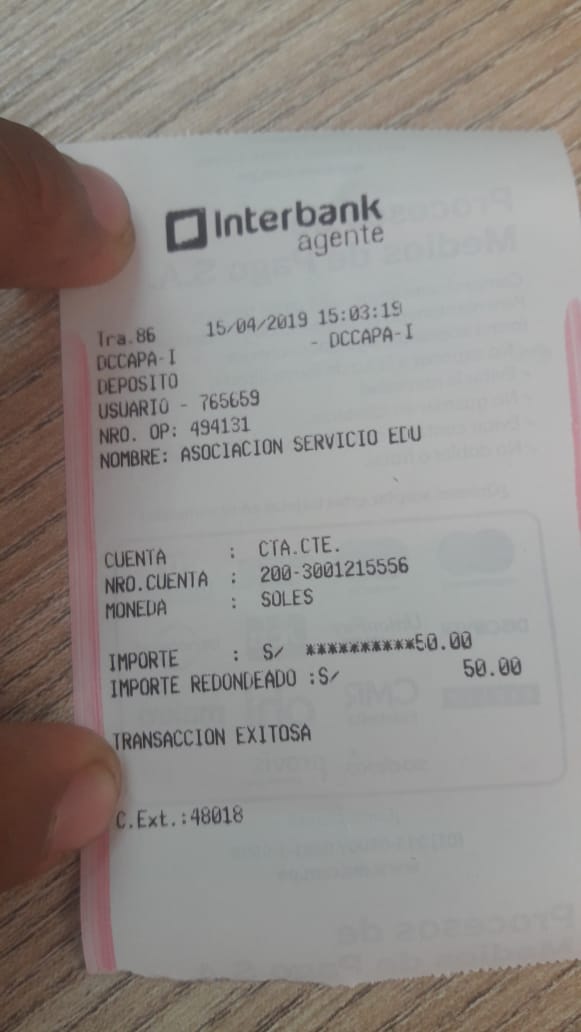 Interbank
agente
Tra.86 15/04/2019 15:03:19
DCCAPA-I - DCCAPA-I
DEPOSITO
USUARIO - 765659
NRO. OP: 494131
NOMBRE: ASOCIACION SERVICIO EDU
CUENTA : CTA.CTE.
NRO.CUENTA : 200-3001215556
MONEDA : SOLES
IMPORTE : S/ **********50.00
IMPORTE REDONDEADO :S/ 50.00
TRANSACCION EXITOSA
C.Ext.:48018